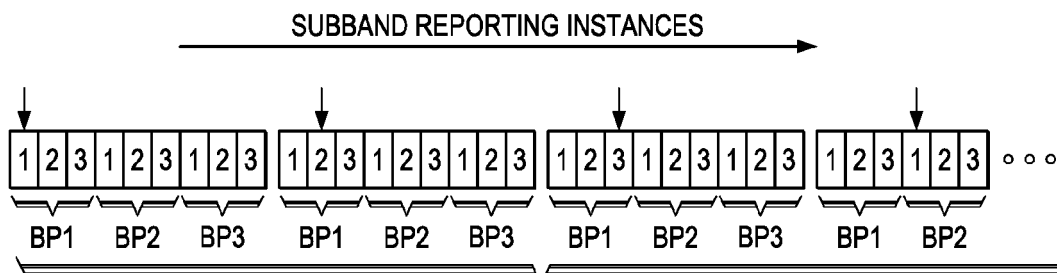 SUBBAND REPORTING INSTANCES
1 2 3 1 2 3 1 2 3 1 2 3 1 2 3 1 2 3 1 2 3 1 2 3 1 2 3 1 2 3 1 2 3
BP1 BP2 BP3 BP1 BP2 BP3 BP1 BP2 BP3 BP1 BP2